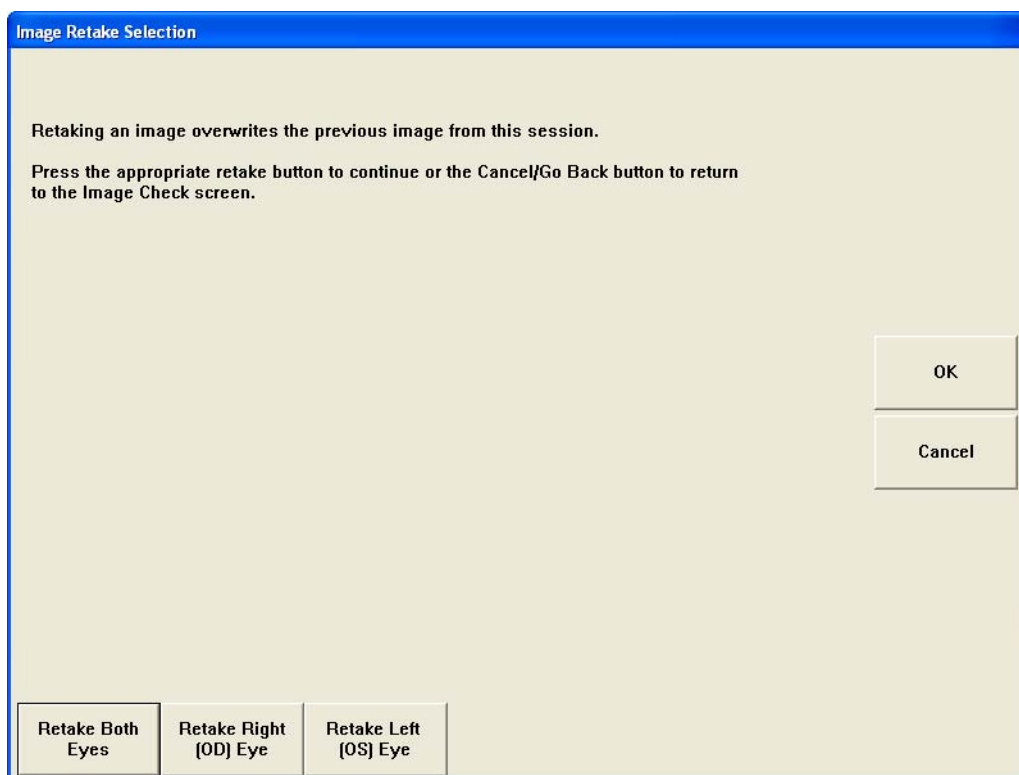 Image Retake Selection
Retaking an image overwrites the previous image from this session.
Press the appropriate retake button to continue or the Cancel/Go Back button to return
to the Image Check screen.
OK
Cancel
Retake Both
Eyes
Retake Right
(OD) Eye
Retake Left
(OS) Eye